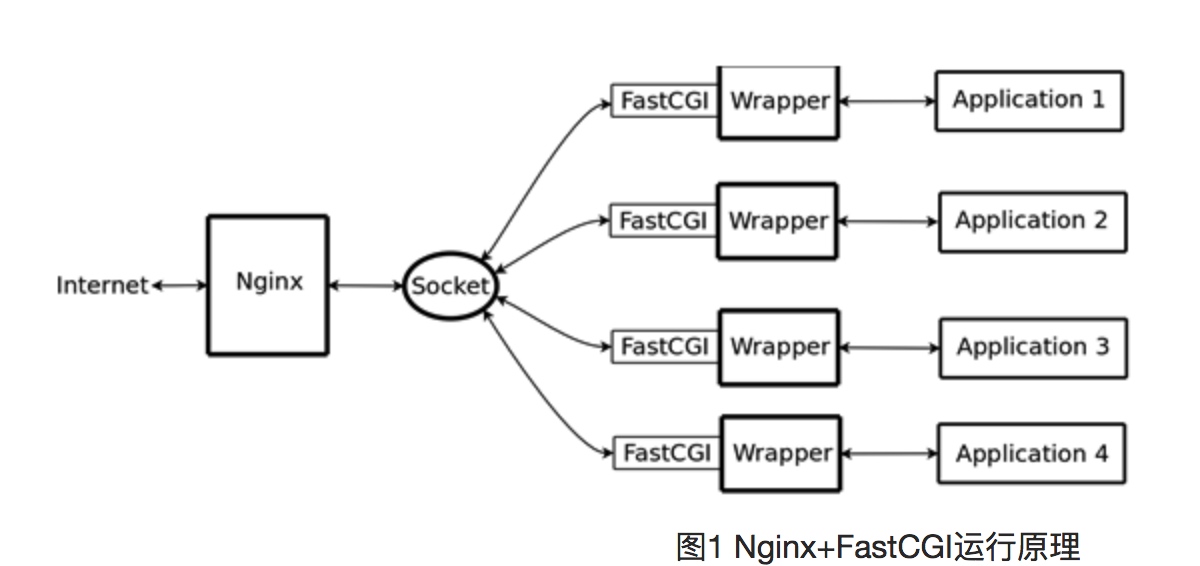 FastCGI Wrapper Application 1
FastCGI Wrapper Application 2
Internet Nginx Socket
FastCGI Wrapper Application 3
FastCGI Wrapper Application 4
图1 Nginx+FastCGI运行原理